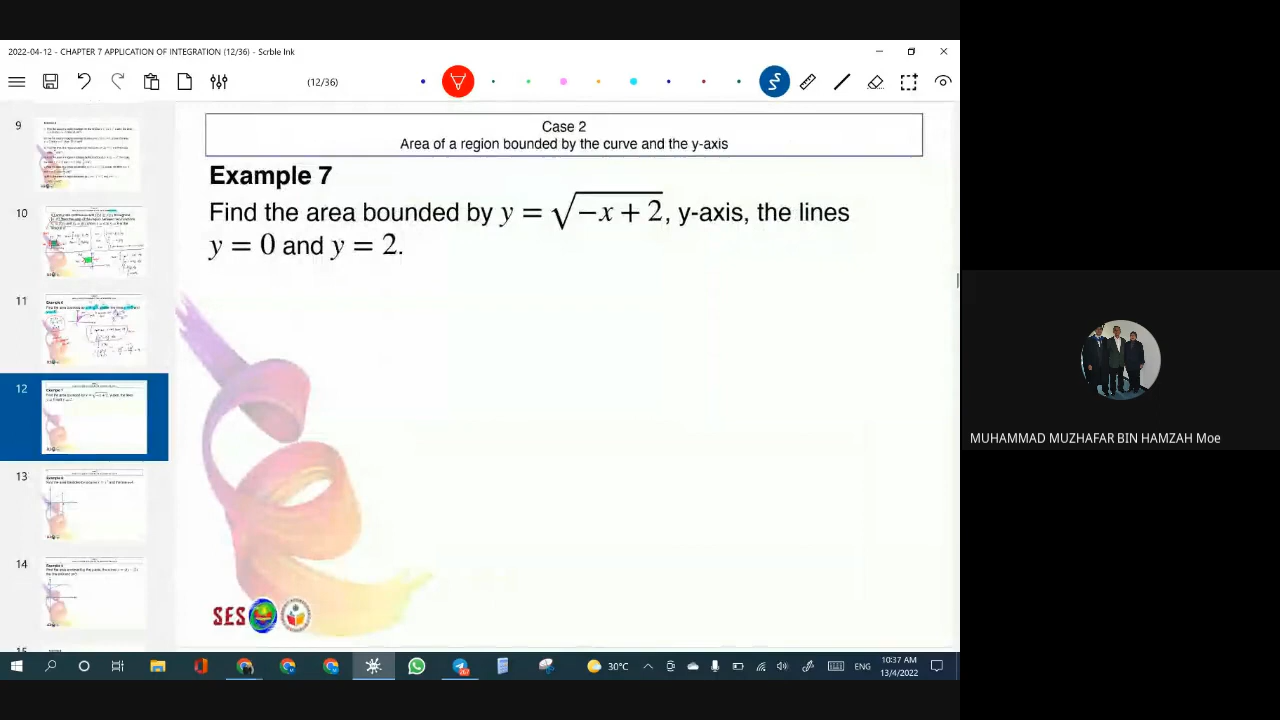 2022-04-12 - CHAPTER 7 APPLICATION OF INTEGRATION (12/36) - Scrble Ink
(12/36)
9
10
11
12
13
14
Case 2
Area of a region bounded by the curve and the y-axis
Example 7
Find the area bounded by y = √(−x + 2), y-axis, the lines
y = 0 and y = 2.
SES
MUHAMMAD MUZHAFAR BIN HAMZAH Moe
30°C
ENG
10:37 AM
13/4/2022